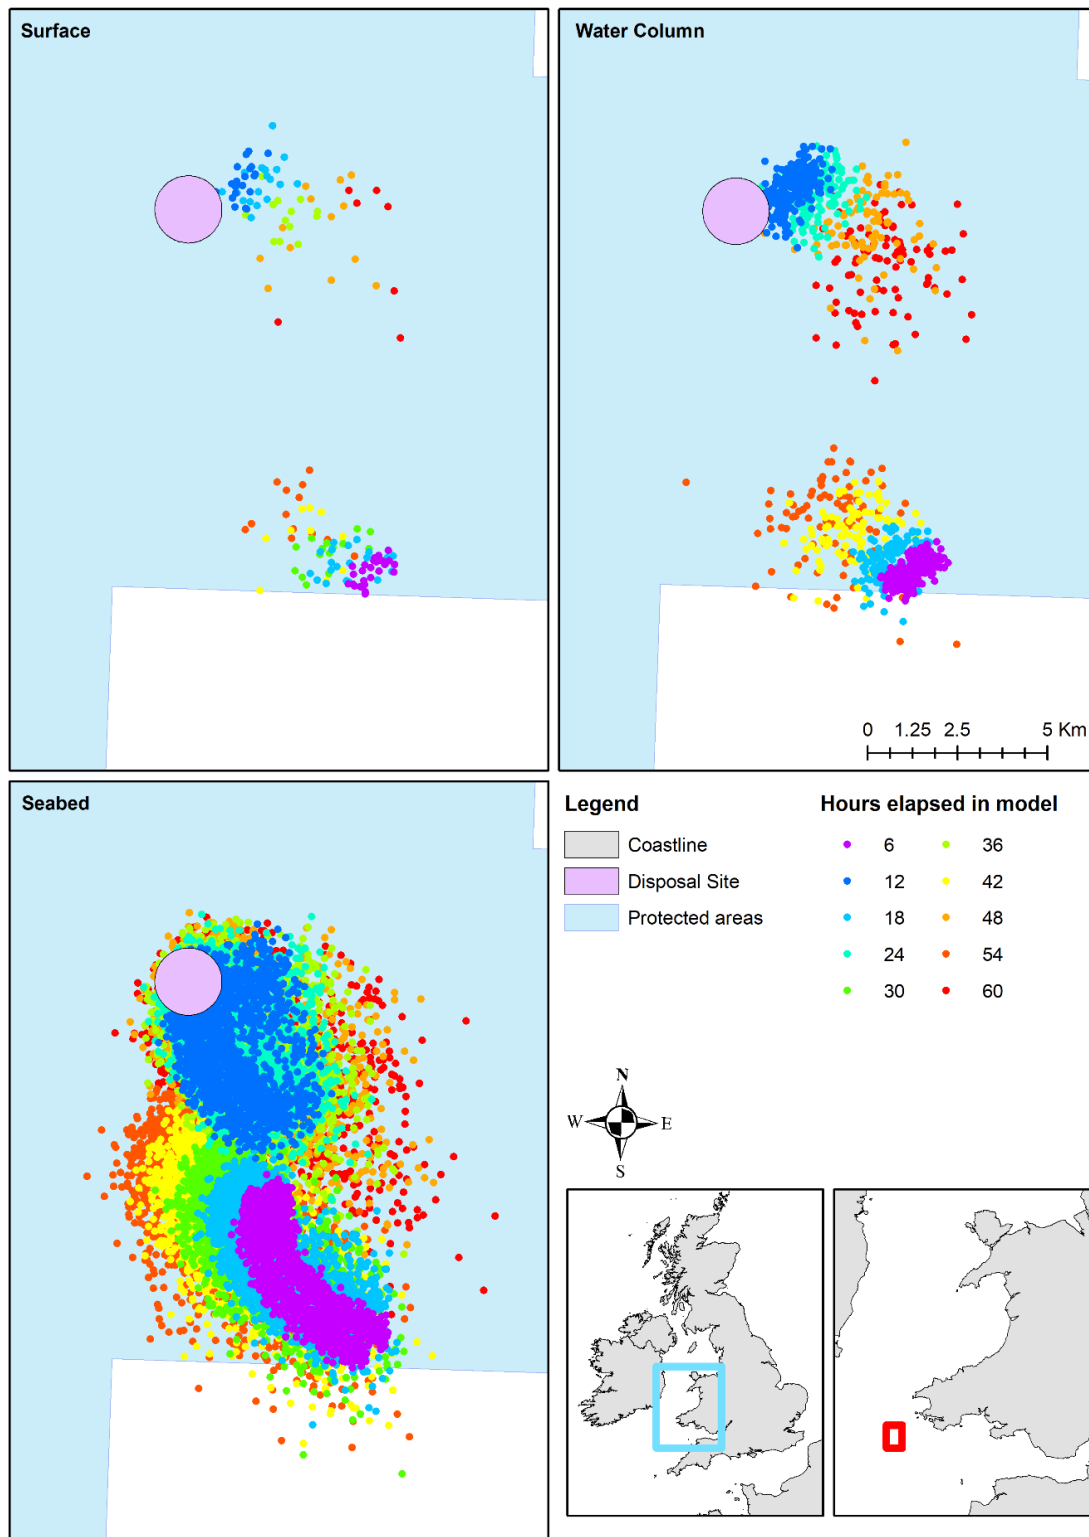 Surface
Water Column
0 1.25 2.5 5 Km
Seabed
Legend
Coastline
Disposal Site
Protected areas
Hours elapsed in model
6 36
12 42
18 48
24 54
30 60
N
W E
S